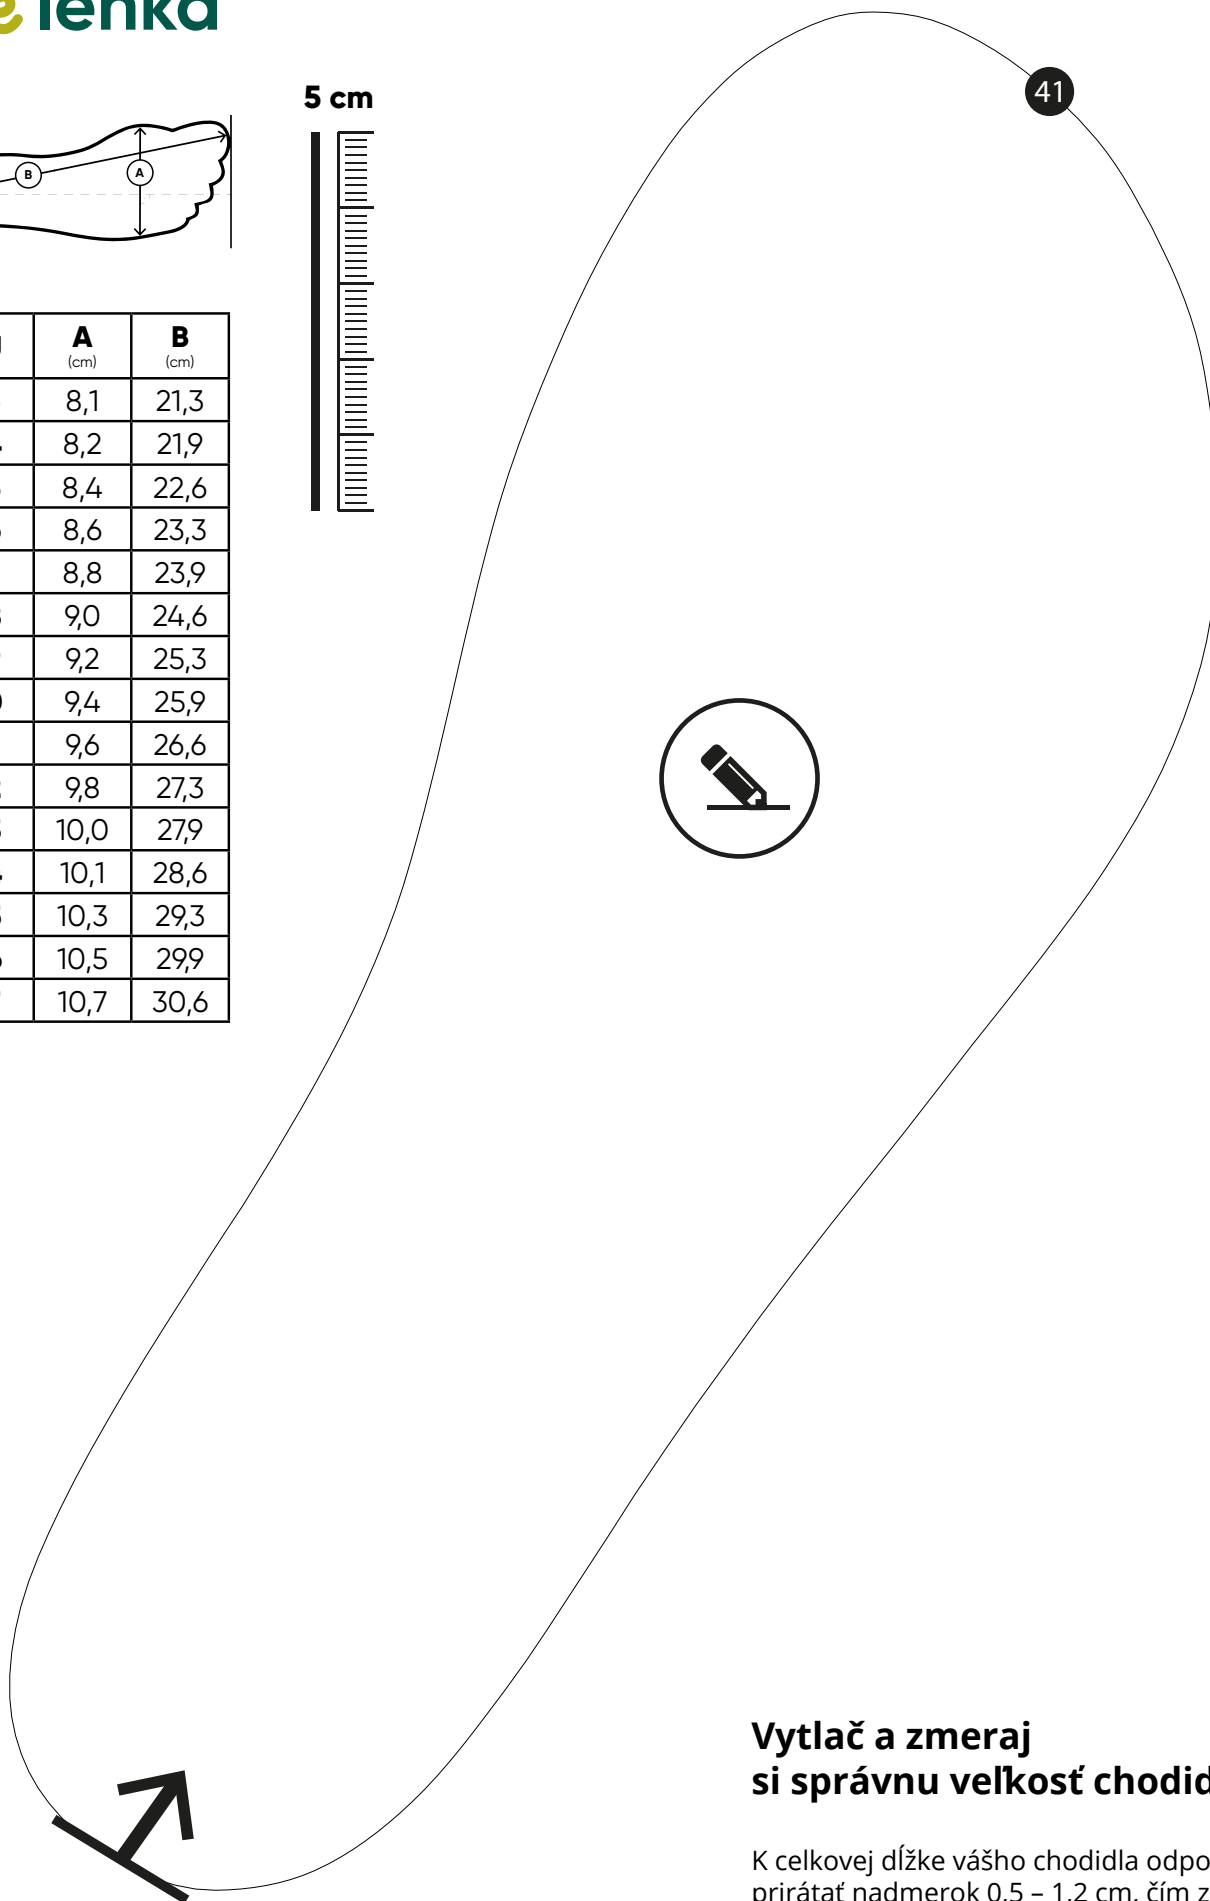 lenka
5 cm
41
B
A
A B
(cm) (cm)
8,1 21,3
8,2 21,9
8,4 22,6
8,6 23,3
8,8 23,9
9,0 24,6
9,2 25,3
9,4 25,9
9,6 26,6
9,8 27,3
10,0 27,9
10,1 28,6
10,3 29,3
10,5 29,9
10,7 30,6
Vytlač a zmeraj
si správnu veľkosť chodid
K celkovej dĺžke vášho chodidla odpo
prirátať nadmerok 0,5 – 1,2 cm, čím z